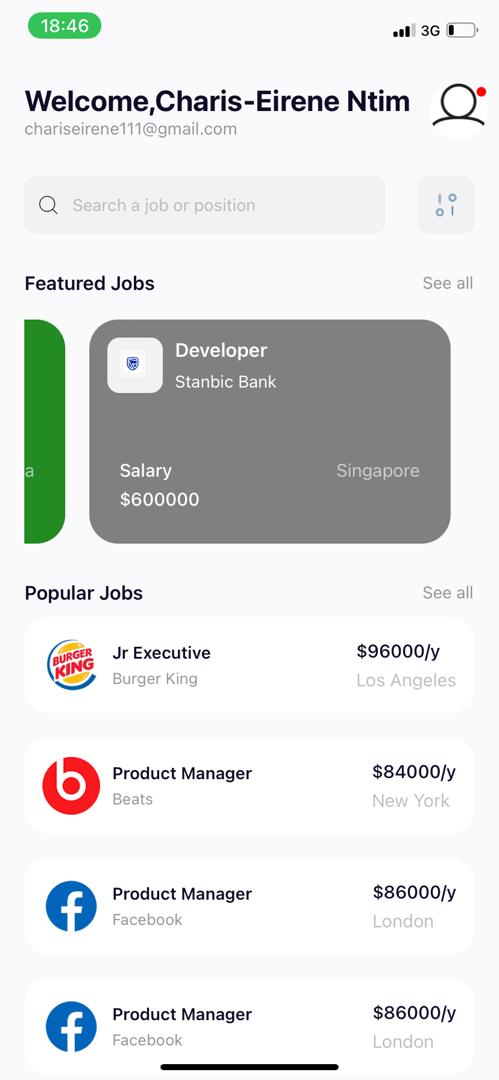 18:46
3G
Welcome,Charis-Eirene Ntim
chariseirene111@gmail.com
Search a job or position
Featured Jobs
See all
a
Developer
Stanbic Bank
Salary
Singapore
$600000
Popular Jobs
See all
BURGER
KING
Jr Executive
$96000/y
Burger King
Los Angeles
Product Manager
$84000/y
Beats
New York
Product Manager
$86000/y
Facebook
London
Product Manager
$86000/y
Facebook
London